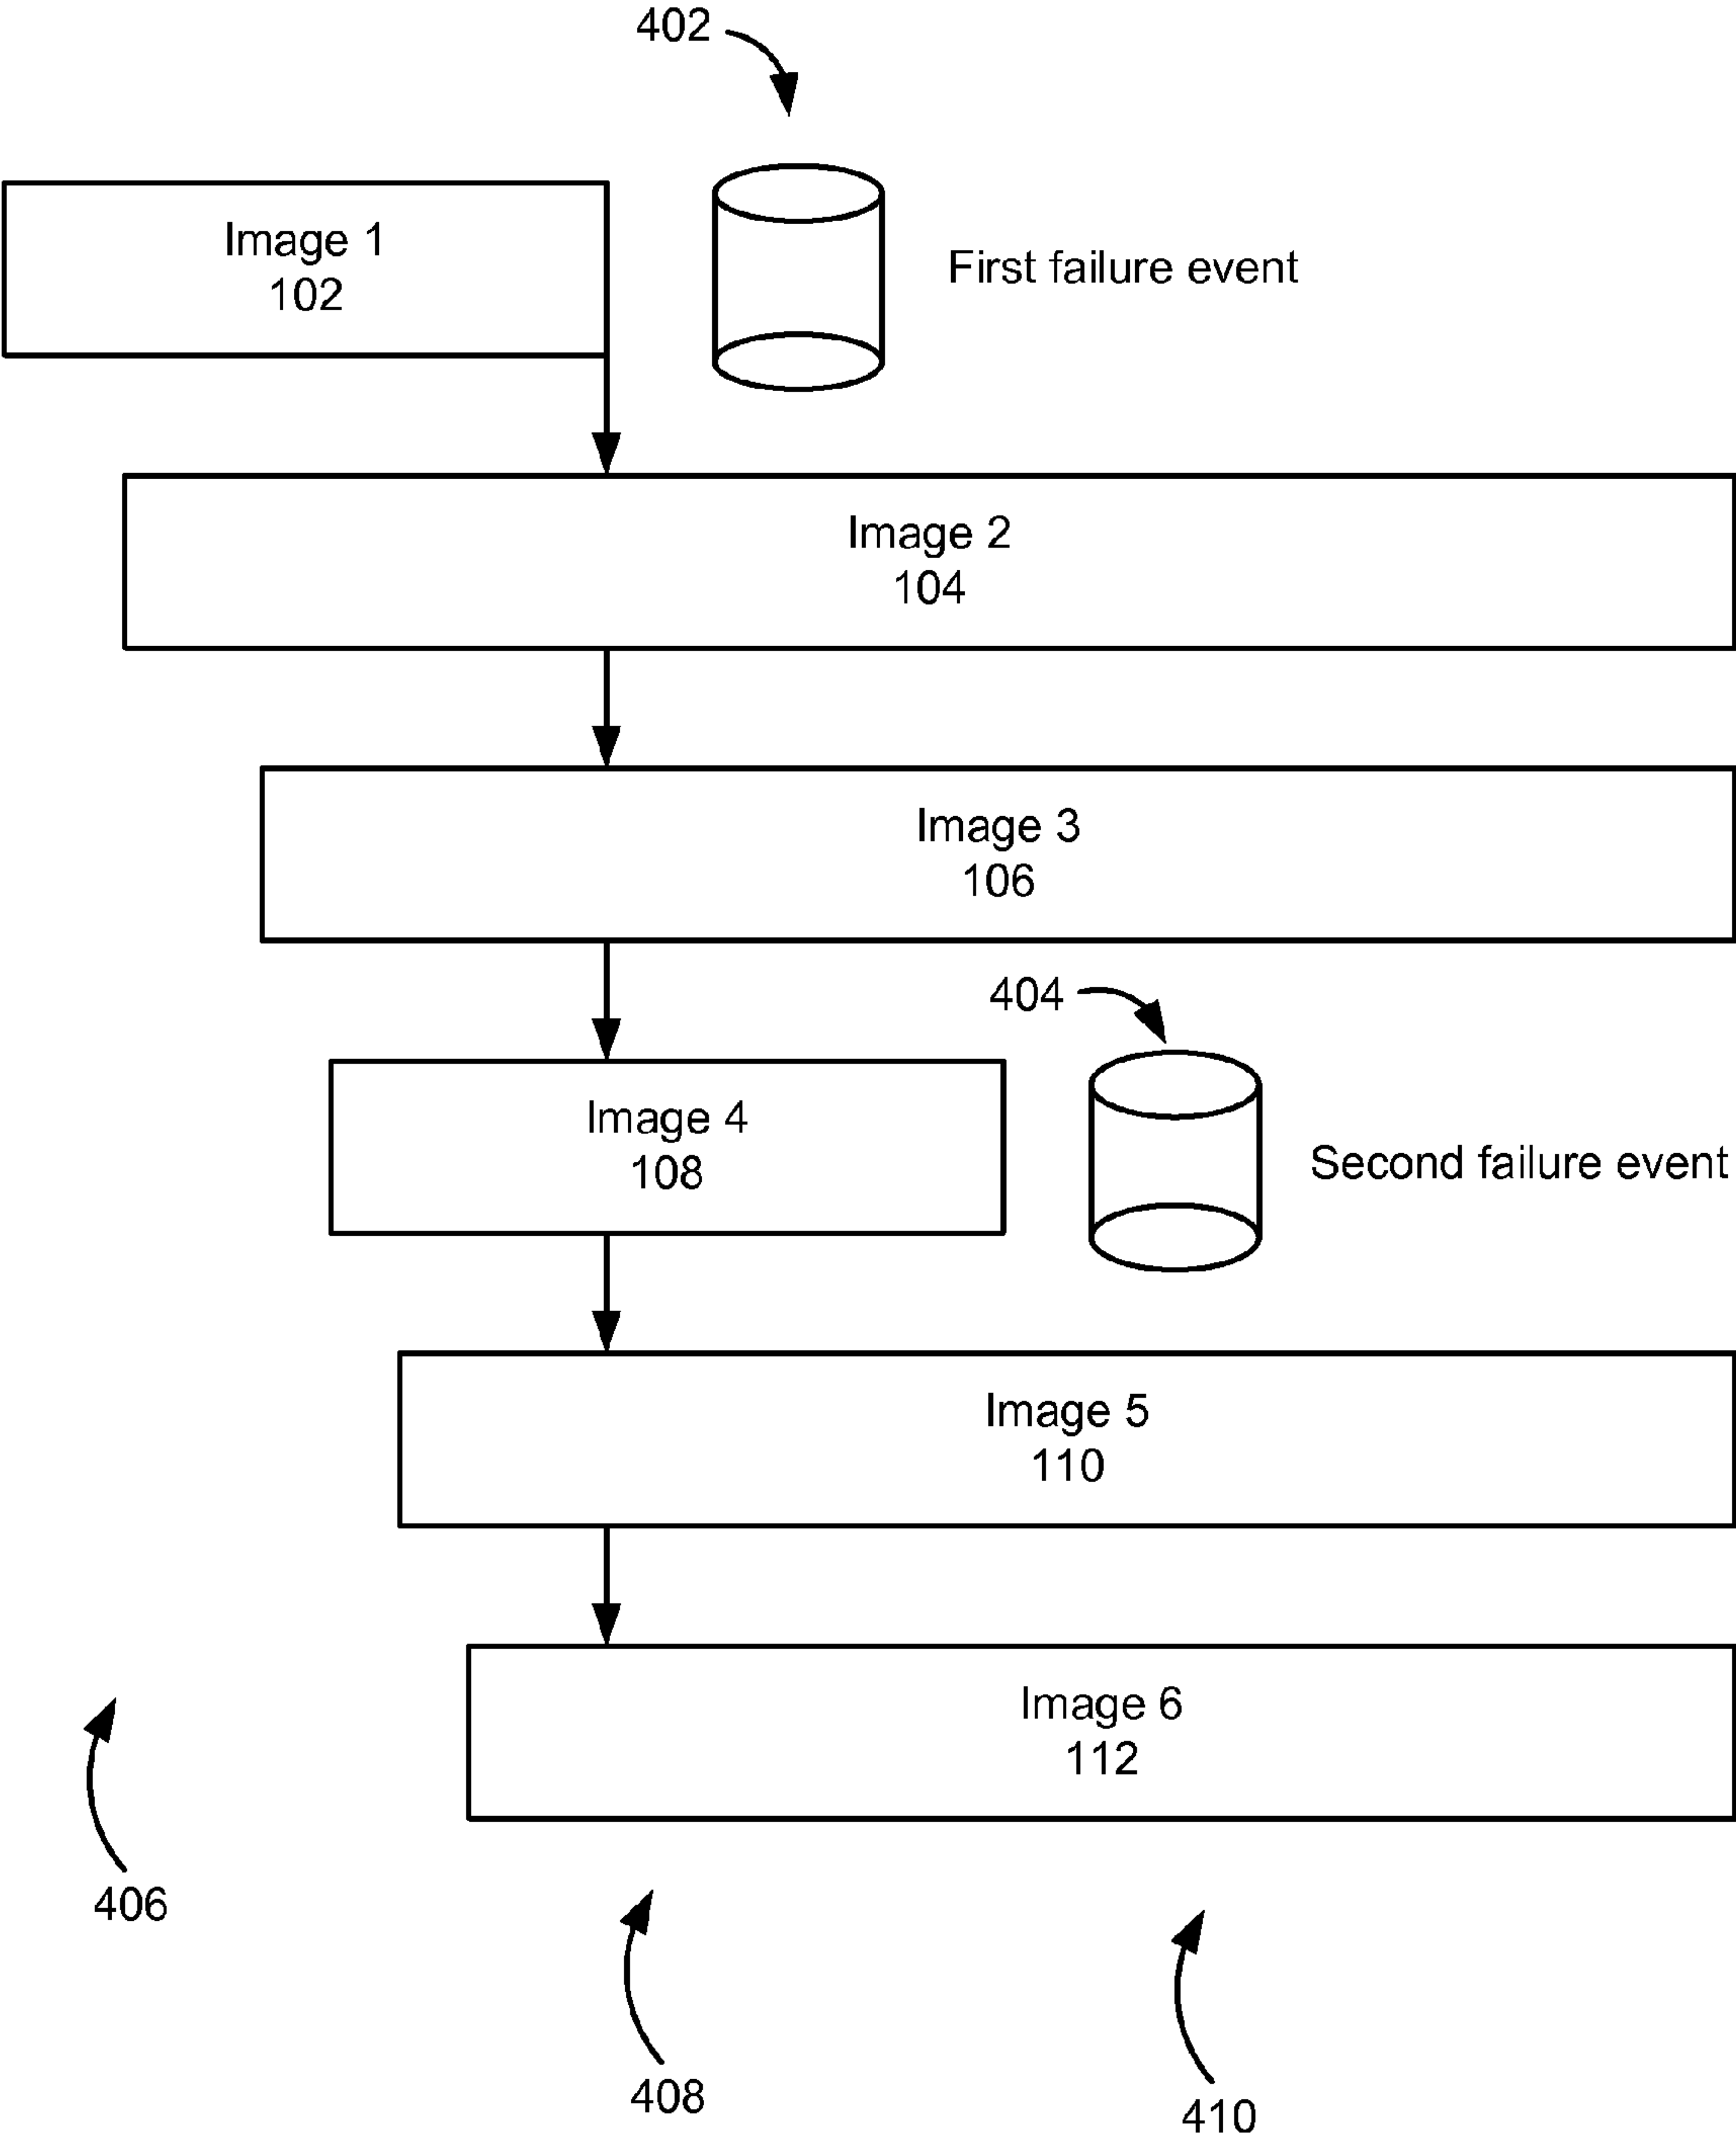 402
Image 1
102
First failure event
Image 2
104
Image 3
106
404
Image 4
108
Second failure event
Image 5
110
Image 6
112
406
408
410